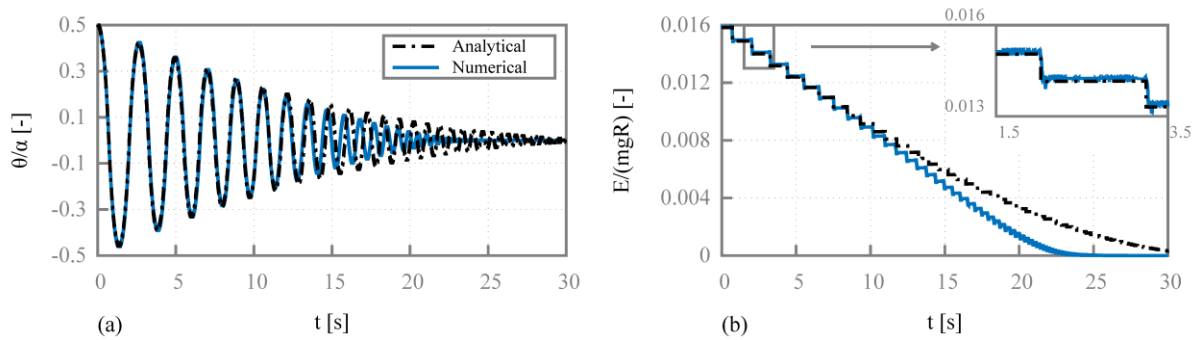 0.5
0.3
0.1
-0.1
-0.3
-0.5
θ/α [-]
Analytical
Numerical
0 5 10 15 20 25 30
(a) t [s]
0.016
0.012
0.008
0.004
0
E/(mgR) [-]
0.016
0.013
1.5 3.5
0 5 10 15 20 25 30
(b) t [s]